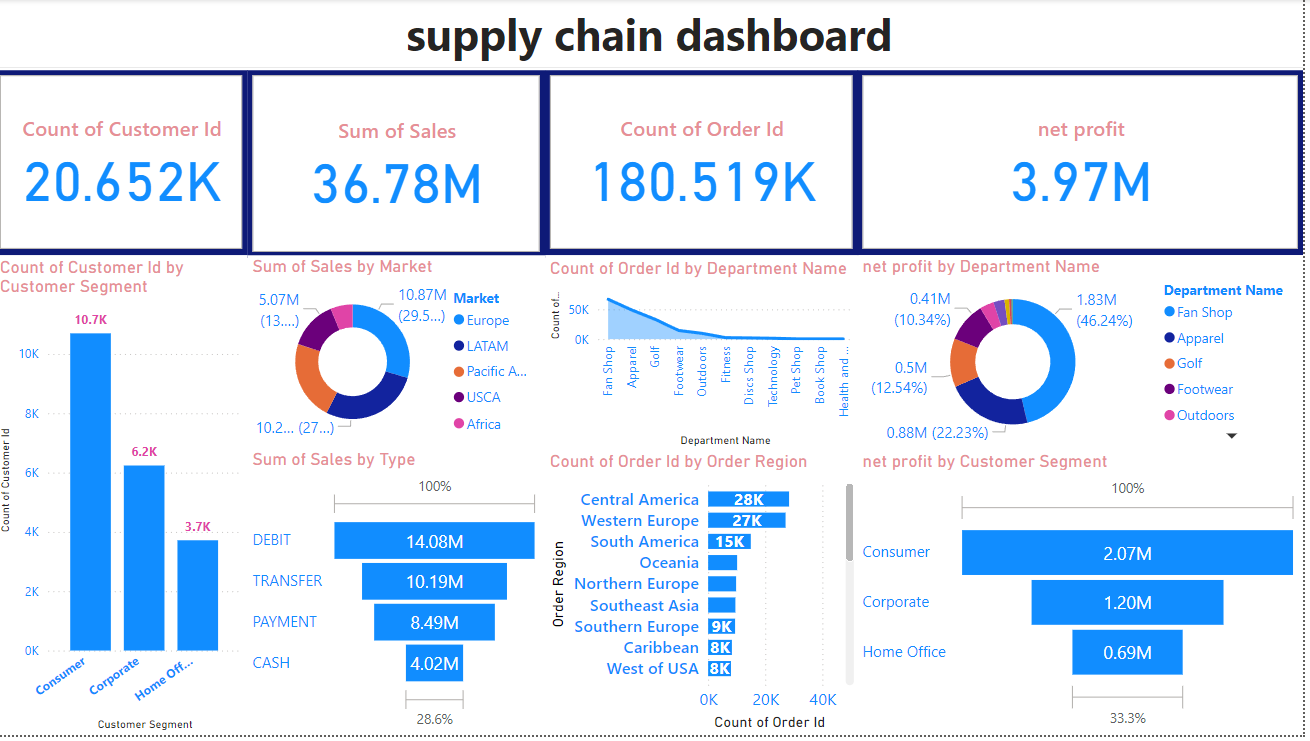 supply chain dashboard
Count of Customer Id
20.652K
Sum of Sales
36.78M
Count of Order Id
180.519K
net profit
3.97M
Count of Customer Id by
Customer Segment
Count of Customer Id
10K
8K
6K
4K
2K
0K
10.7K
6.2K
3.7K
Consumer
Corporate
Home Off...
Customer Segment
Sum of Sales by Market
5.07M
(13....)
10.87M
(29.5...)
10.2... (27...)
Market
Europe
LATAM
Pacific A...
USCA
Africa
Sum of Sales by Type
100%
DEBIT
14.08M
TRANSFER
10.19M
PAYMENT
8.49M
CASH
4.02M
28.6%
Count of Order Id by Department Name
Count of...
50K
0K
Fan Shop
Apparel
Golf
Footwear
Outdoors
Fitness
Discs Shop
Technology
Pet Shop
Book Shop
Health and ...
Department Name
Count of Order Id by Order Region
Order Region
Central America
28K
Western Europe
27K
South America
15K
Oceania
Northern Europe
Southeast Asia
Southern Europe
9K
Caribbean
8K
West of USA
8K
0K
20K
40K
Count of Order Id
net profit by Department Name
0.41M
(10.34%)
1.83M
(46.24%)
0.5M
(12.54%)
0.88M (22.23%)
Department Name
Fan Shop
Apparel
Golf
Footwear
Outdoors
net profit by Customer Segment
100%
Consumer
2.07M
Corporate
1.20M
Home Office
0.69M
33.3%